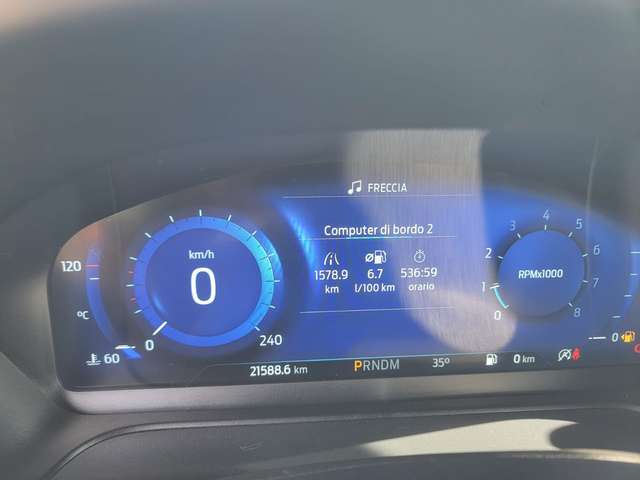 FRECCIA
Computer di bordo 2
1578.9 km
6.7 l/100 km
536:59 orario
km/h
0
0
240
120
°C
60
3 4 5 6 7 8
2
1
0
RPMx1000
0
21588.6 km
PRNDM
35°
0 km